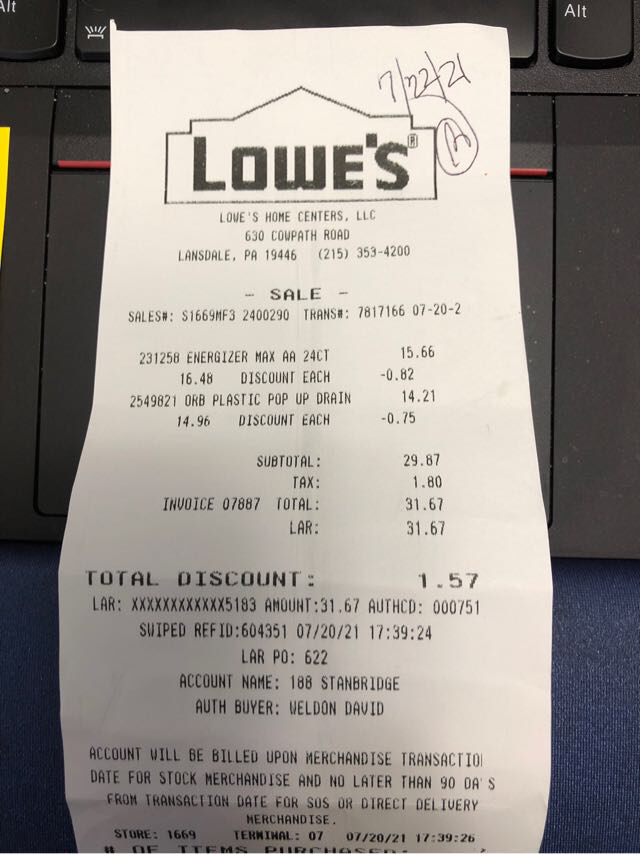 Alt
Alt
7/22/21
LOWE'S®
LOWE'S HOME CENTERS, LLC
630 COWPATH ROAD
LANSDALE, PA 19446 (215) 353-4200
- SALE -
SALES#: S1669MF3 2400290 TRANS#: 7817166 07-20-2
231258 ENERGIZER MAX AA 24CT 15.66
16.48 DISCOUNT EACH -0.82
2549821 ORB PLASTIC POP UP DRAIN 14.21
14.96 DISCOUNT EACH -0.75
SUBTOTAL: 29.87
TAX: 1.80
INVOICE 07887 TOTAL: 31.67
LAR: 31.67
TOTAL DISCOUNT: 1.57
LAR: XXXXXXXXXXXX5183 AMOUNT:31.67 AUTHCD: 000751
SWIPED REFID:604351 07/20/21 17:39:24
LAR PO: 622
ACCOUNT NAME: 188 STANBRIDGE
AUTH BUYER: WELDON DAVID
ACCOUNT WILL BE BILLED UPON MERCHANDISE TRANSACTIO
DATE FOR STOCK MERCHANDISE AND NO LATER THAN 90 DA'S
FROM TRANSACTION DATE FOR SOS OR DIRECT DELIVERY
MERCHANDISE.
STORE: 1669 TERMINAL: 07 07/20/21 17:39:26
# OF ITEMS PURCHASED: